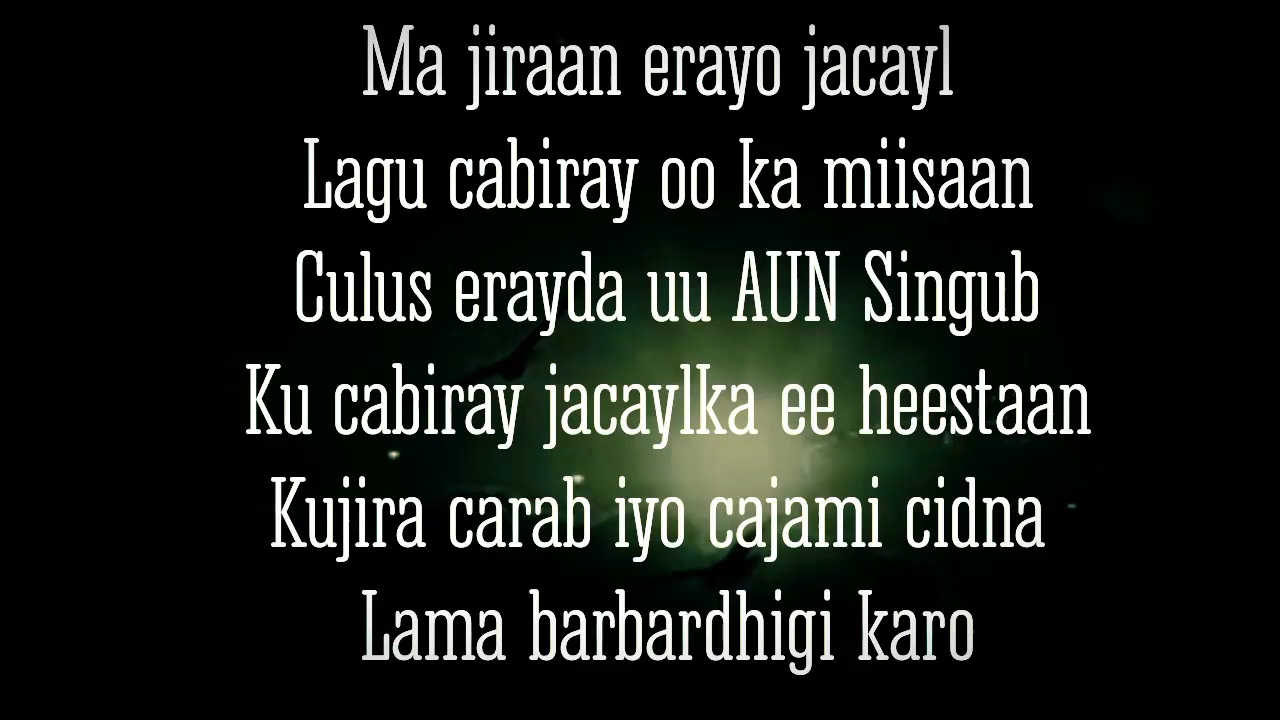 Ma jiraan erayo jacayl
Lagu cabiray oo ka miisaan
Culus erayda uu AUN Singub
Ku cabiray jacaylka ee heestaan
Kujira carab iyo cajami cidna
Lama barbardhigi karo